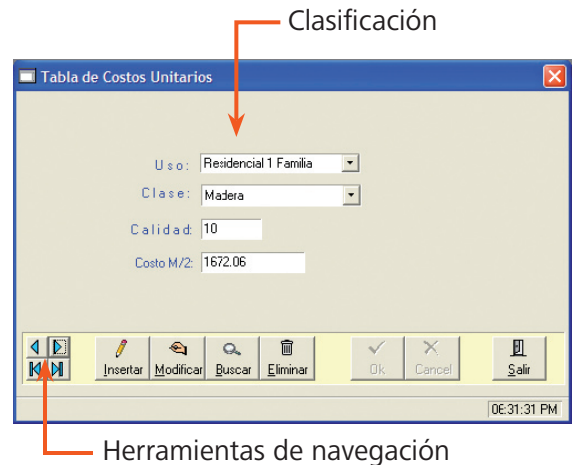 Clasificación
Tabla de Costos Unitarios
Uso: Residencial 1 Familia
Clase: Madera
Calidad: 10
Costo M/2: 1672.06
Insertar Modificar Buscar Eliminar Ok Cancel Salir
06:31:31 PM
Herramientas de navegación